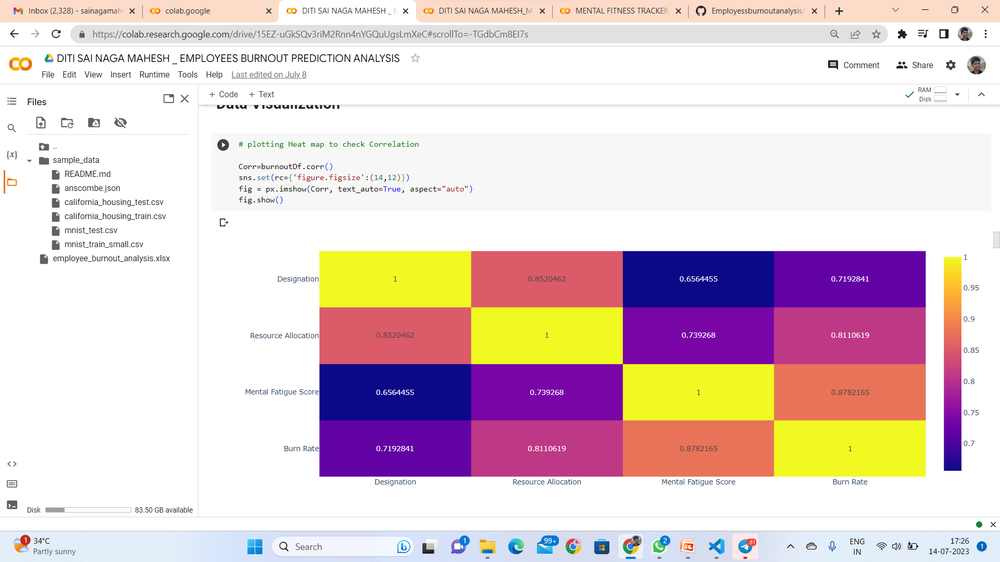 Inbox (2,328) - sainagamah
colab.google
DITI SAI NAGA MAHESH _ E
DITI SAI NAGA MAHESH_M
MENTAL FITNESS TRACKER
Employessburnoutanalysis/
https://colab.research.google.com/drive/15EZ-uGkSQv3riM2Rnn4nYGQuUgsLmXeC#scrollTo=-TGdbCm8EI7s
DITI SAI NAGA MAHESH _ EMPLOYEES BURNOUT PREDICTION ANALYSIS
File Edit View Insert Runtime Tools Help Last edited on July 8
Comment
Share
Files
+ Code + Text
RAM
Disk
Data Visualization
..
sample_data
README.md
anscombe.json
california_housing_test.csv
california_housing_train.csv
mnist_test.csv
mnist_train_small.csv
employee_burnout_analysis.xlsx
{x}
Disk 83.50 GB available
# plotting Heat map to check Correlation
Corr=burnoutDf.corr()
sns.set(rc={'figure.figsize':(14,12)})
fig = px.imshow(Corr, text_auto=True, aspect="auto")
fig.show()
Designation 1 0.8520462 0.6564455 0.7192841
Resource Allocation 0.8520462 1 0.739268 0.8110619
Mental Fatigue Score 0.6564455 0.739268 1 0.8782165
Burn Rate 0.7192841 0.8110619 0.8782165 1
Designation Resource Allocation Mental Fatigue Score Burn Rate
1
0.95
0.9
0.85
0.8
0.75
0.7
1
34°C
Partly sunny
Search
1
99+
2
81
ENG
IN
17:26
14-07-2023
1